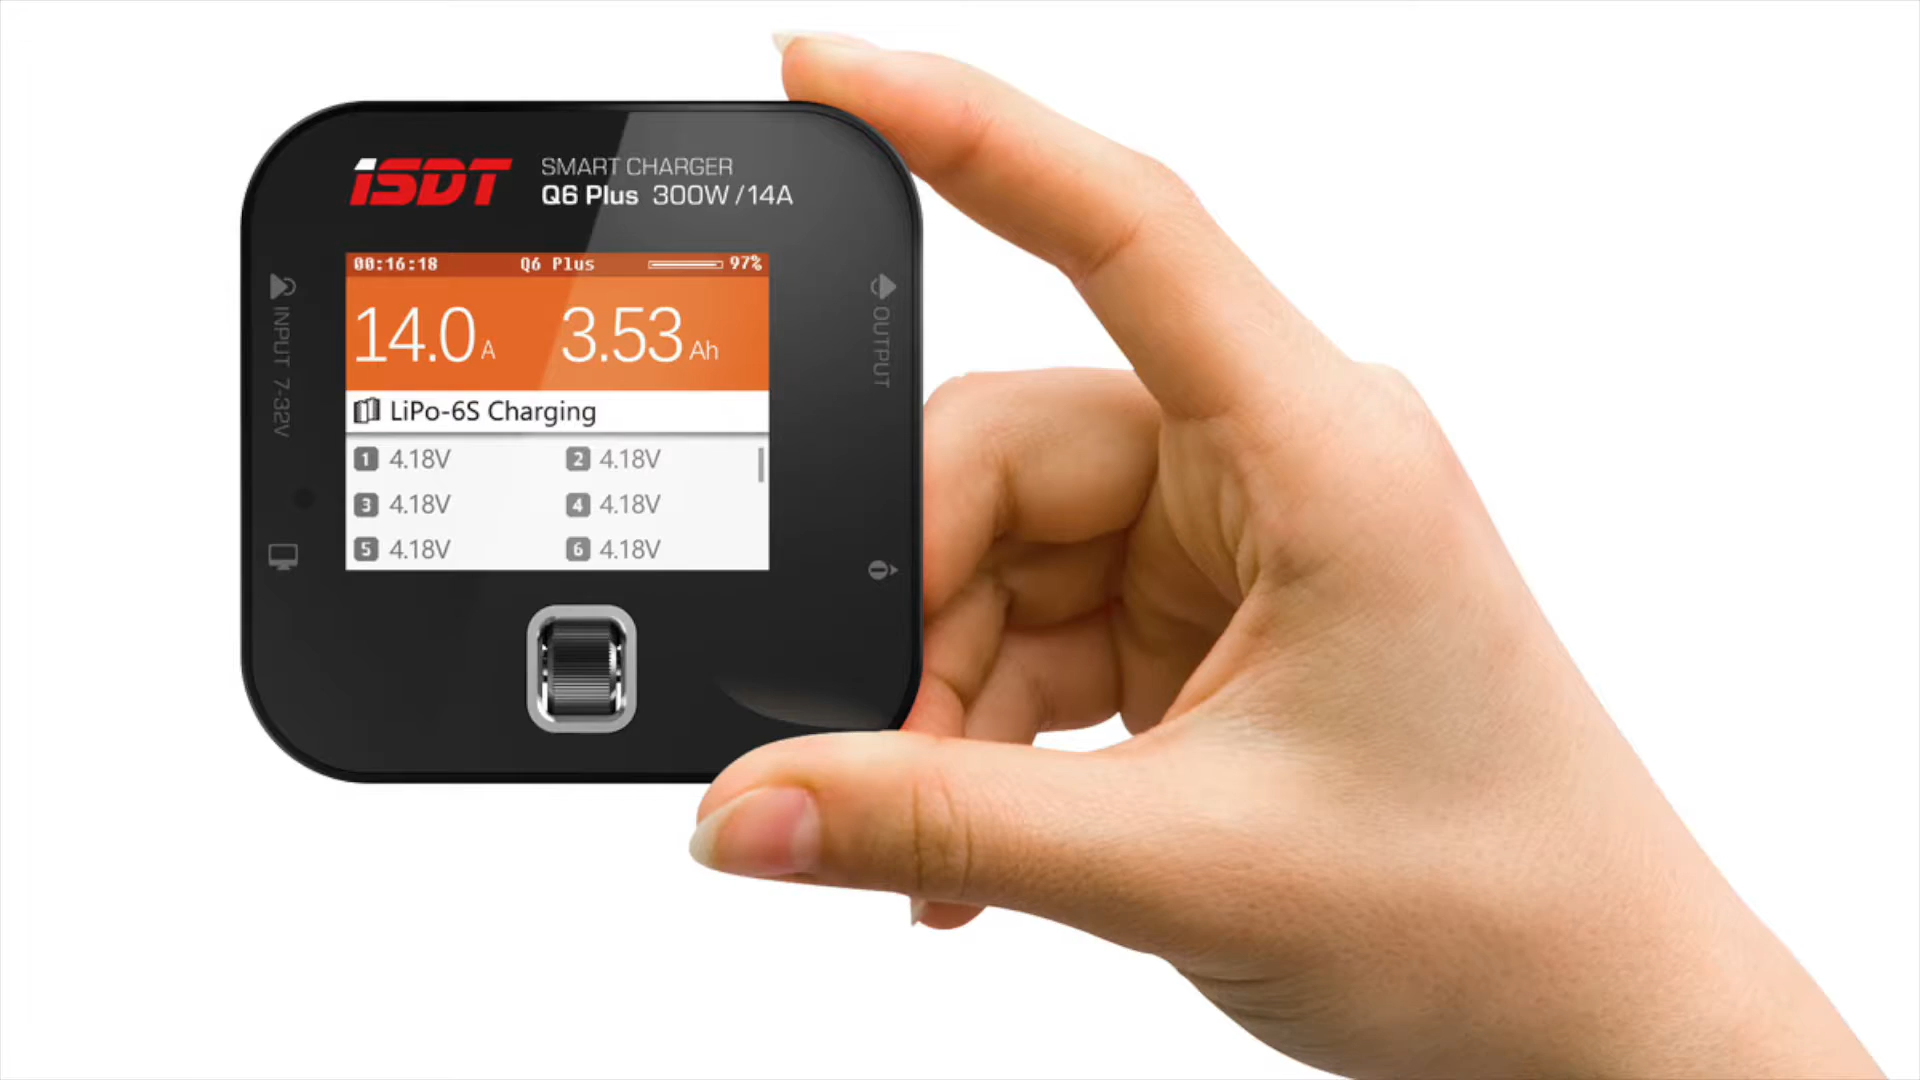 iSDT
SMART CHARGER
Q6 Plus 300W/14A
00:16:18 Q6 Plus 97%
14.0A 3.53Ah
LiPo-6S Charging
1 4.18V 2 4.18V
3 4.18V 4 4.18V
5 4.18V 6 4.18V
INPUT 7-32V
OUTPUT